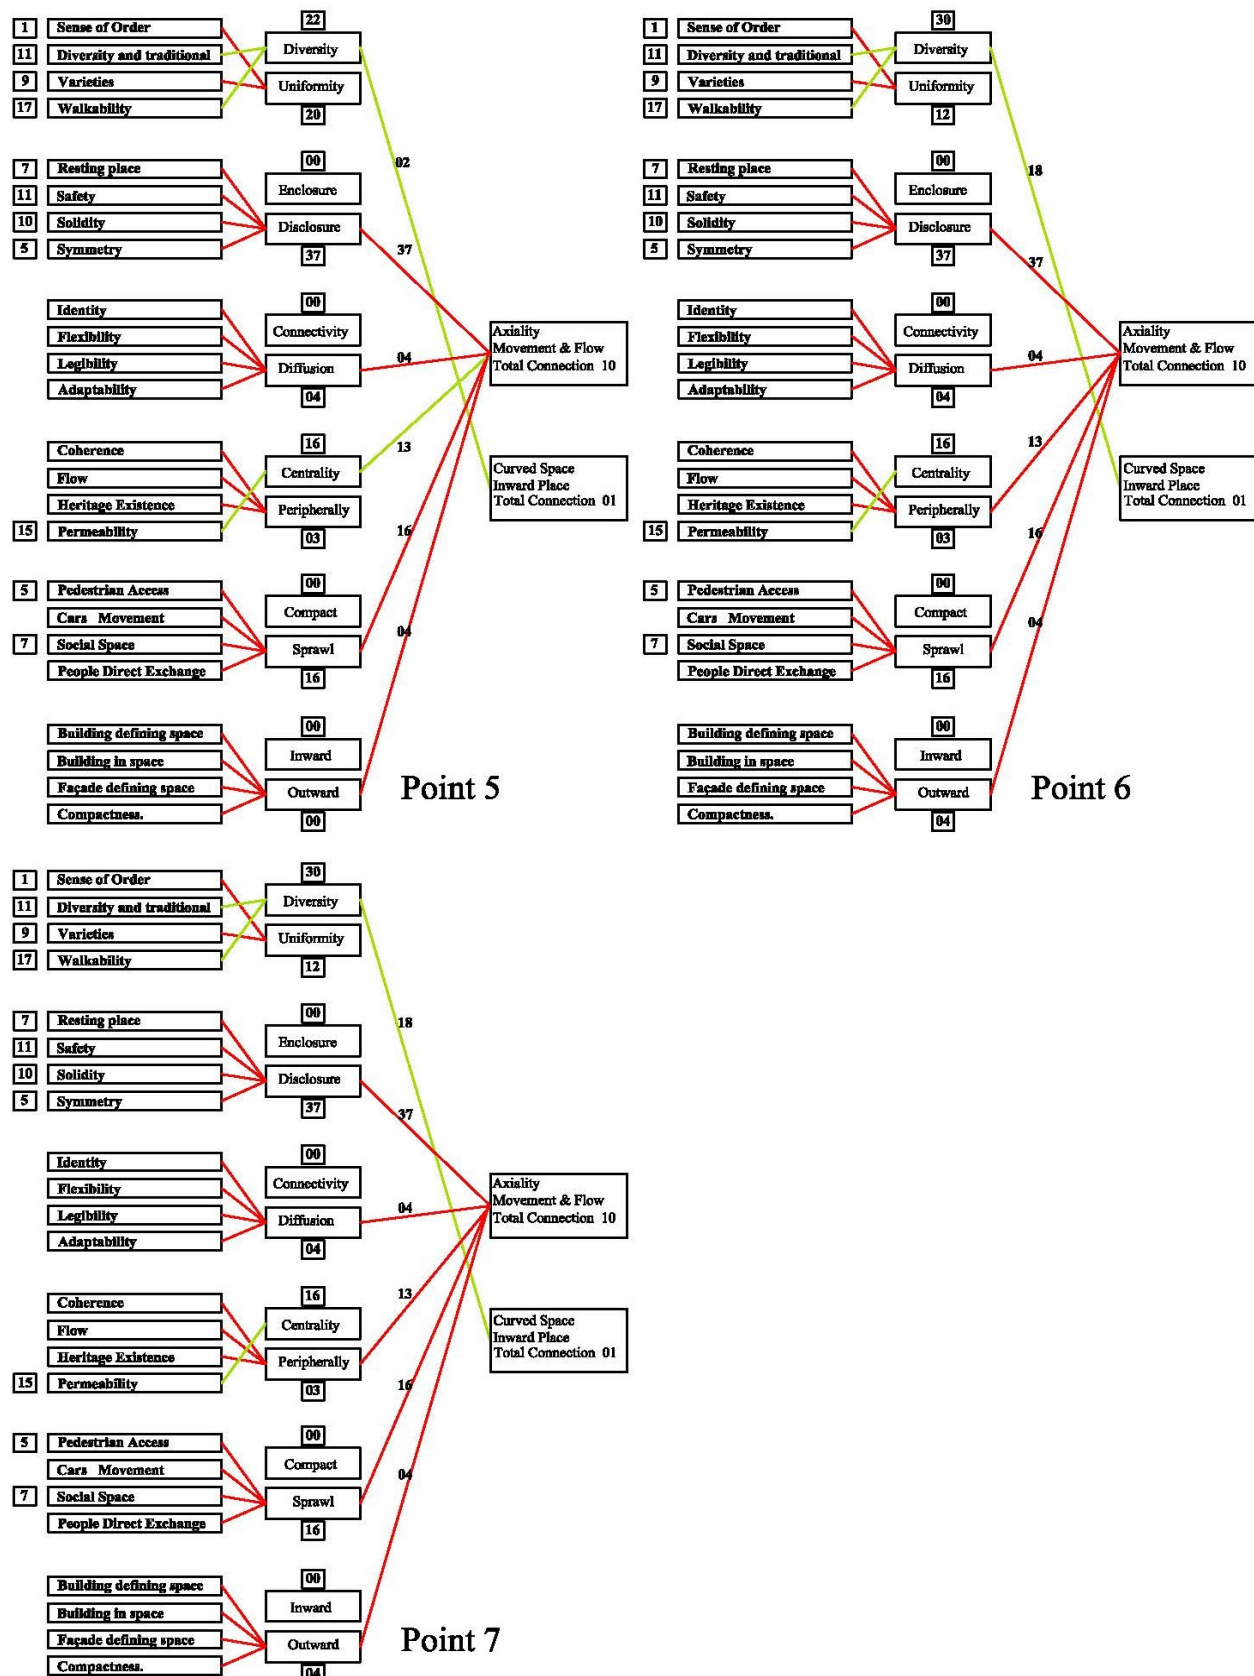 22
1 Sense of Order
Diversity
11 Diversity and traditional
9 Varieties
Uniformity
17 Walkability
20
00
02
7 Resting place
Enclosure
11 Safety
10 Solidity
Disclosure
5 Symmetry
37
37
00
Identity
Connectivity
Flexibility
Legibility
Diffusion
04
Adaptability
04
16
Coherence
Centrality
13
Flow
Heritage Existence
Peripherally
15 Permeability
03
16
00
5 Pedestrian Access
Compact
Cars Movement
7 Social Space
Sprawl
04
People Direct Exchange
16
00
Building defining space
Inward
Building in space
Façade defining space
Outward
Compactness.
00
Axiality
Movement & Flow
Total Connection 10
Curved Space
Inward Place
Total Connection 01
Point 5
30
1 Sense of Order
Diversity
11 Diversity and traditional
9 Varieties
Uniformity
17 Walkability
12
00
18
7 Resting place
Enclosure
11 Safety
10 Solidity
Disclosure
5 Symmetry
37
37
00
Identity
Connectivity
Flexibility
Legibility
Diffusion
04
Adaptability
04
16
Coherence
Centrality
13
Flow
Heritage Existence
Peripherally
15 Permeability
03
16
00
5 Pedestrian Access
Compact
Cars Movement
7 Social Space
Sprawl
04
People Direct Exchange
16
00
Building defining space
Inward
Building in space
Façade defining space
Outward
Compactness.
04
Axiality
Movement & Flow
Total Connection 10
Curved Space
Inward Place
Total Connection 01
Point 6
30
1 Sense of Order
Diversity
11 Diversity and traditional
9 Varieties
Uniformity
17 Walkability
12
00
18
7 Resting place
Enclosure
11 Safety
10 Solidity
Disclosure
5 Symmetry
37
37
00
Identity
Connectivity
Flexibility
Legibility
Diffusion
04
Adaptability
04
16
Coherence
Centrality
13
Flow
Heritage Existence
Peripherally
15 Permeability
03
16
00
5 Pedestrian Access
Compact
Cars Movement
7 Social Space
Sprawl
04
People Direct Exchange
16
00
Building defining space
Inward
Building in space
Façade defining space
Outward
Compactness.
04
Axiality
Movement & Flow
Total Connection 10
Curved Space
Inward Place
Total Connection 01
Point 7